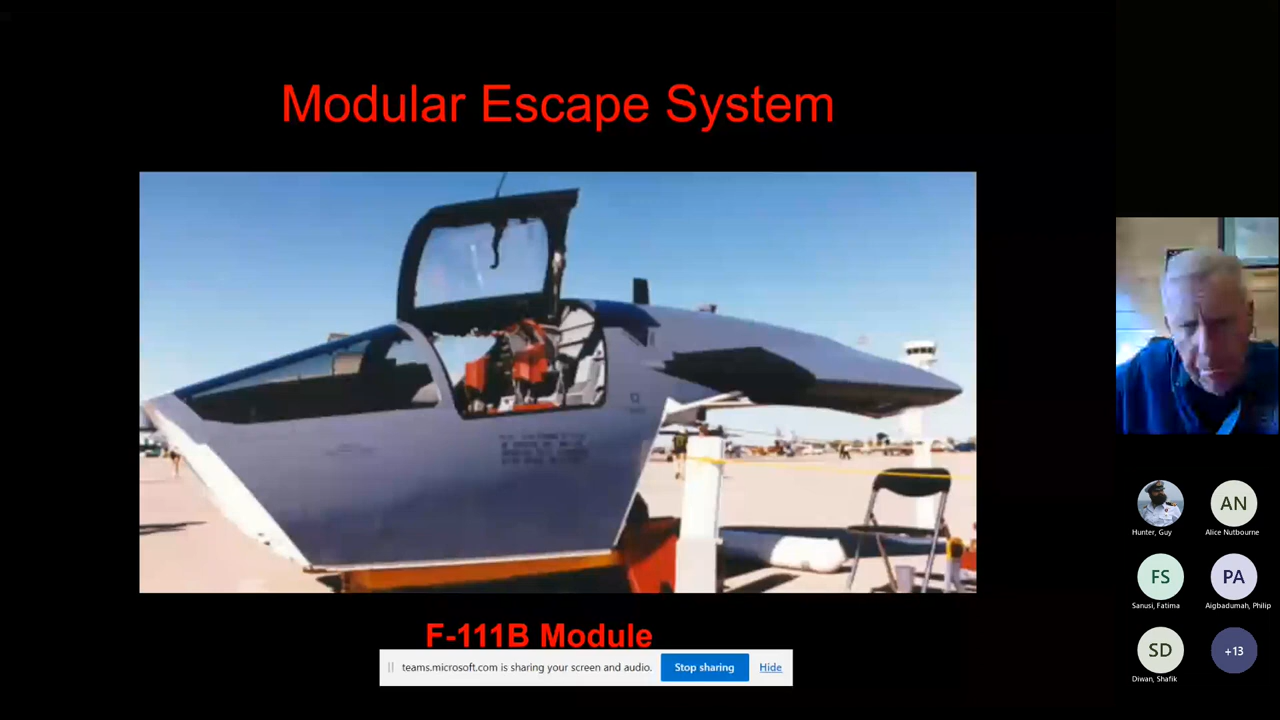 Modular Escape System
F-111B Module
teams.microsoft.com is sharing your screen and audio.
Stop sharing
Hide
Hunter, Guy
AN
Alice Nutbourne
FS
Sanusi, Fatima
PA
Aigbadumah, Philip
SD
Diwan, Shafik
+13